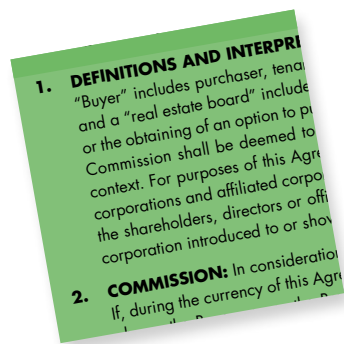 1. DEFINITIONS AND INTERPRE
"Buyer" includes purchaser, tena
and a "real estate board" include
or the obtaining of an option to pu
Commission shall be deemed to
context. For purposes of this Agre
corporations and affiliated corpo
the shareholders, directors or offi
corporation introduced to or show
2. COMMISSION: In consideration
If, during the currency of this Agre